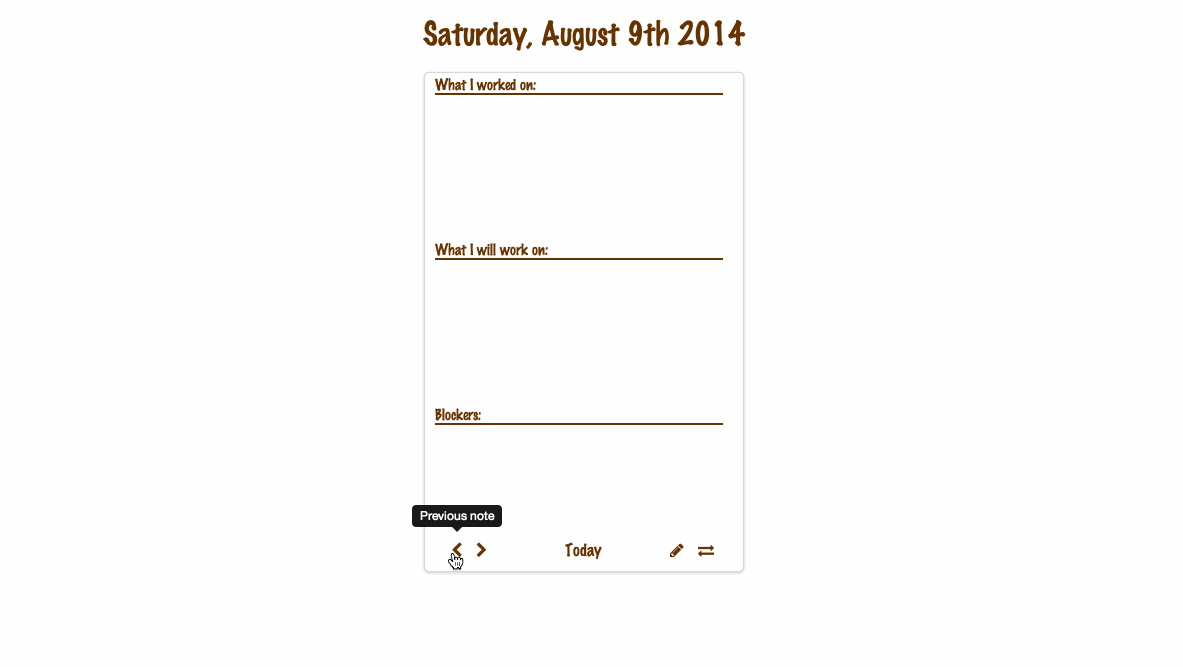 Saturday, August 9th 2014
What I worked on:
What I will work on:
Blockers:
Previous note
Today